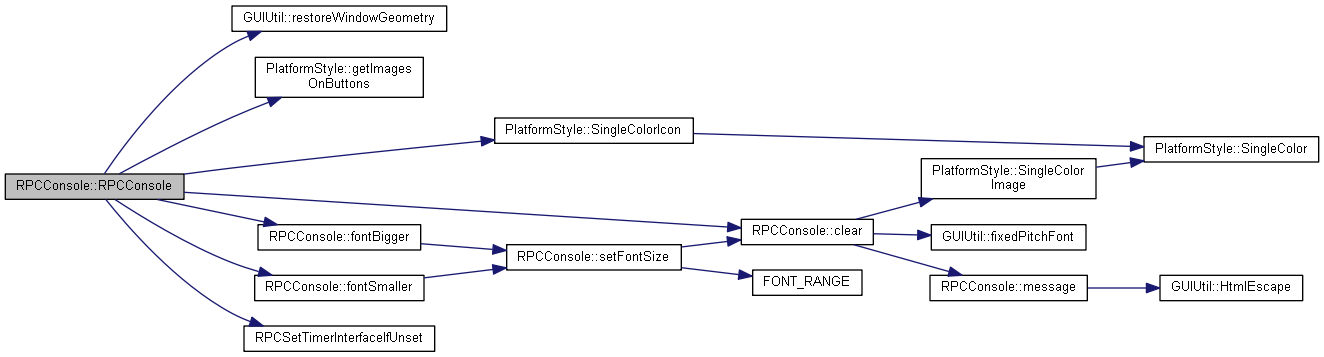 GUIUtil::restoreWindowGeometry
PlatformStyle::getImages
OnButtons
PlatformStyle::SingleColorIcon
PlatformStyle::SingleColor
PlatformStyle::SingleColor
Image
RPCConsole::RPCConsole
RPCConsole::clear
RPCConsole::fontBigger
GUIUtil::fixedPitchFont
RPCConsole::setFontSize
FONT_RANGE
RPCConsole::fontSmaller
RPCConsole::message
GUIUtil::HtmlEscape
RPCSetTimerInterfaceIfUnset